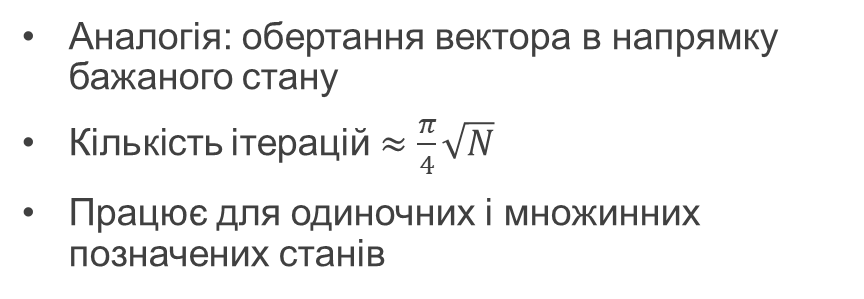 • Аналогія: обертання вектора в напрямку
бажаного стану
• Кількість ітерацій ≈ π/4 √N
• Працює для одиночних і множинних
позначених станів